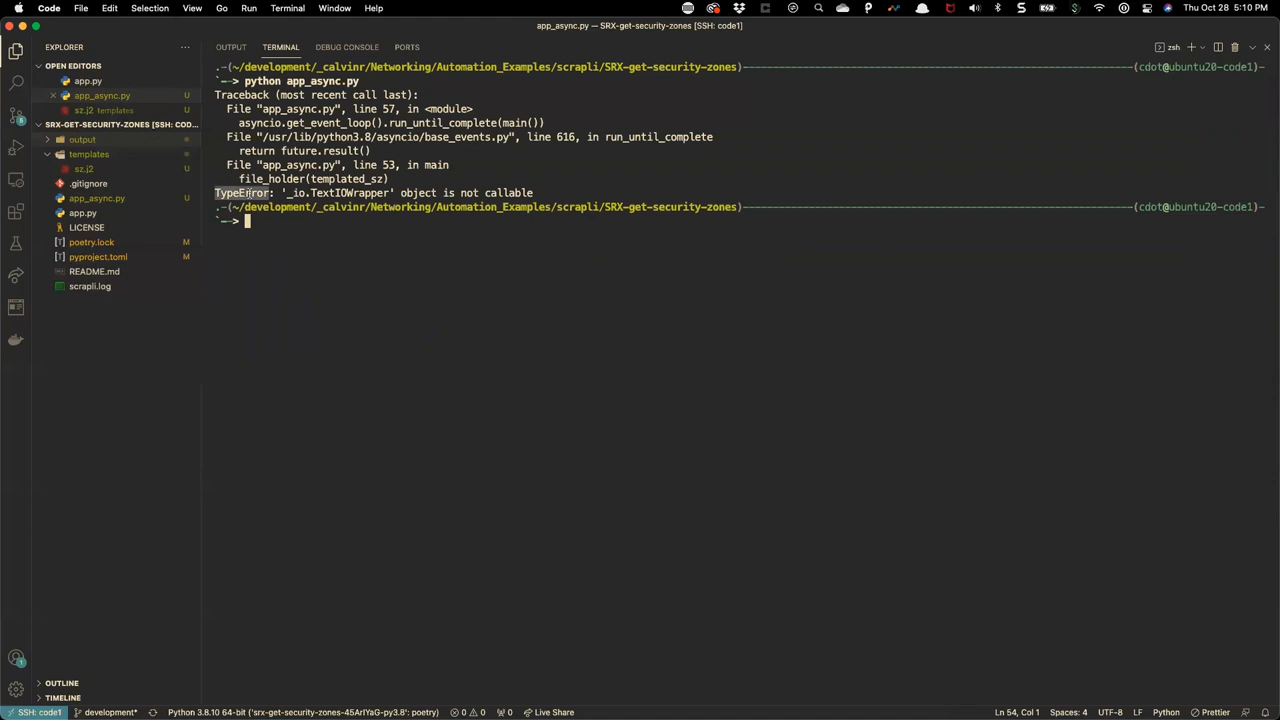 Code File Edit Selection View Go Run Terminal Window Help Thu Oct 28 5:10 PM
app_async.py — SRX-get-security-zones [SSH: code1]
EXPLORER
OUTPUT TERMINAL DEBUG CONSOLE PORTS
zsh
OPEN EDITORS
app.py
app_async.py U
sz.j2 templates U
SRX-GET-SECURITY-ZONES [SSH: COD...
output
templates
sz.j2 U
.gitignore
app_async.py U
app.py
LICENSE
poetry.lock M
pyproject.toml M
README.md
scrapli.log
OUTLINE
TIMELINE
.-(~/development/_calvinr/Networking/Automation_Examples/scrapli/SRX-get-security-zones)------(cdot@ubuntu20-code1)-
`--> python app_async.py
Traceback (most recent call last):
File "app_async.py", line 57, in <module>
asyncio.get_event_loop().run_until_complete(main())
File "/usr/lib/python3.8/asyncio/base_events.py", line 616, in run_until_complete
return future.result()
File "app_async.py", line 53, in main
file_holder(templated_sz)
TypeError: '_io.TextIOWrapper' object is not callable
.-(~/development/_calvinr/Networking/Automation_Examples/scrapli/SRX-get-security-zones)------(cdot@ubuntu20-code1)-
`-->
SSH: code1 development* Python 3.8.10 64-bit ('srx-get-security-zones-45ArIYaG-py3.8': poetry) 0 0 0 Live Share Ln 54, Col 1 Spaces: 4 UTF-8 LF Python Prettier